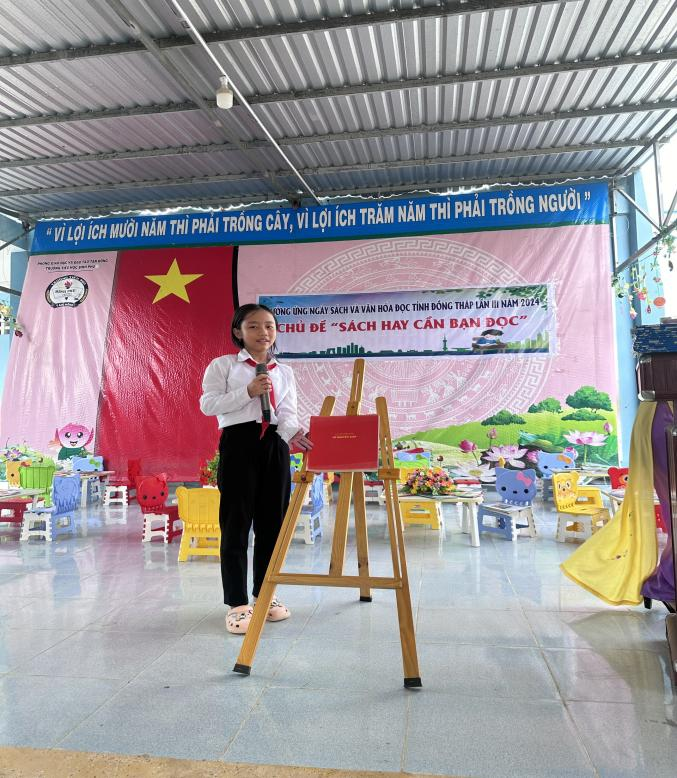 “ VÌ LỢI ÍCH MƯỜI NĂM THÌ PHẢI TRỒNG CÂY, VÌ LỢI ÍCH TRĂM NĂM THÌ PHẢI TRỒNG NGƯỜI ”
ƯỞNG ỨNG NGÀY SÁCH VÀ VĂN HÓA ĐỌC TỈNH ĐỒNG THÁP LẦN III NĂM 2024
CHỦ ĐỀ “SÁCH HAY CẦN BẠN ĐỌC”